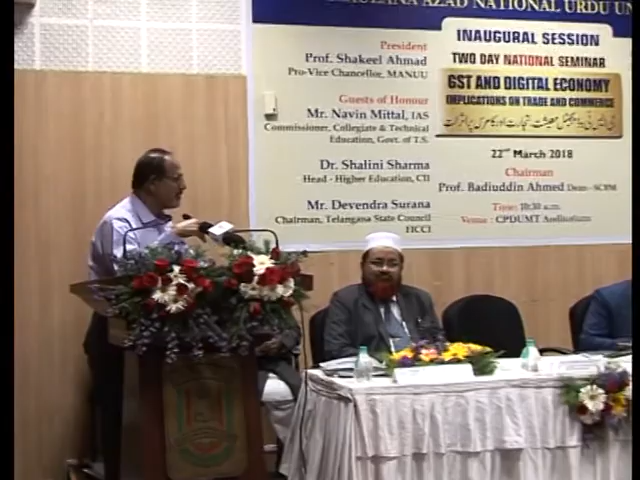 AZAD NATIONAL URDU
President
Prof. Shakeel Ahmad
Pro-Vice Chancellor, MANUU
Guests of Honour
Mr. Navin Mittal, IAS
Commissioner, Collegiate & Technical
Education, Govt. of T.S.
Dr. Shalini Sharma
Head - Higher Education, CII
Mr. Devendra Surana
Chairman, Telangana State Council
FICCI
INAUGURAL SESSION
TWO DAY NATIONAL SEMINAR
GST AND DIGITAL ECONOMY
IMPLICATIONS ON TRADE AND COMMERCE
22nd MARCH 2018
Chairman
Prof. Badiuddin Ahmed
Time: 10:30 a.m.
Venue : CPDUMT Auditorium